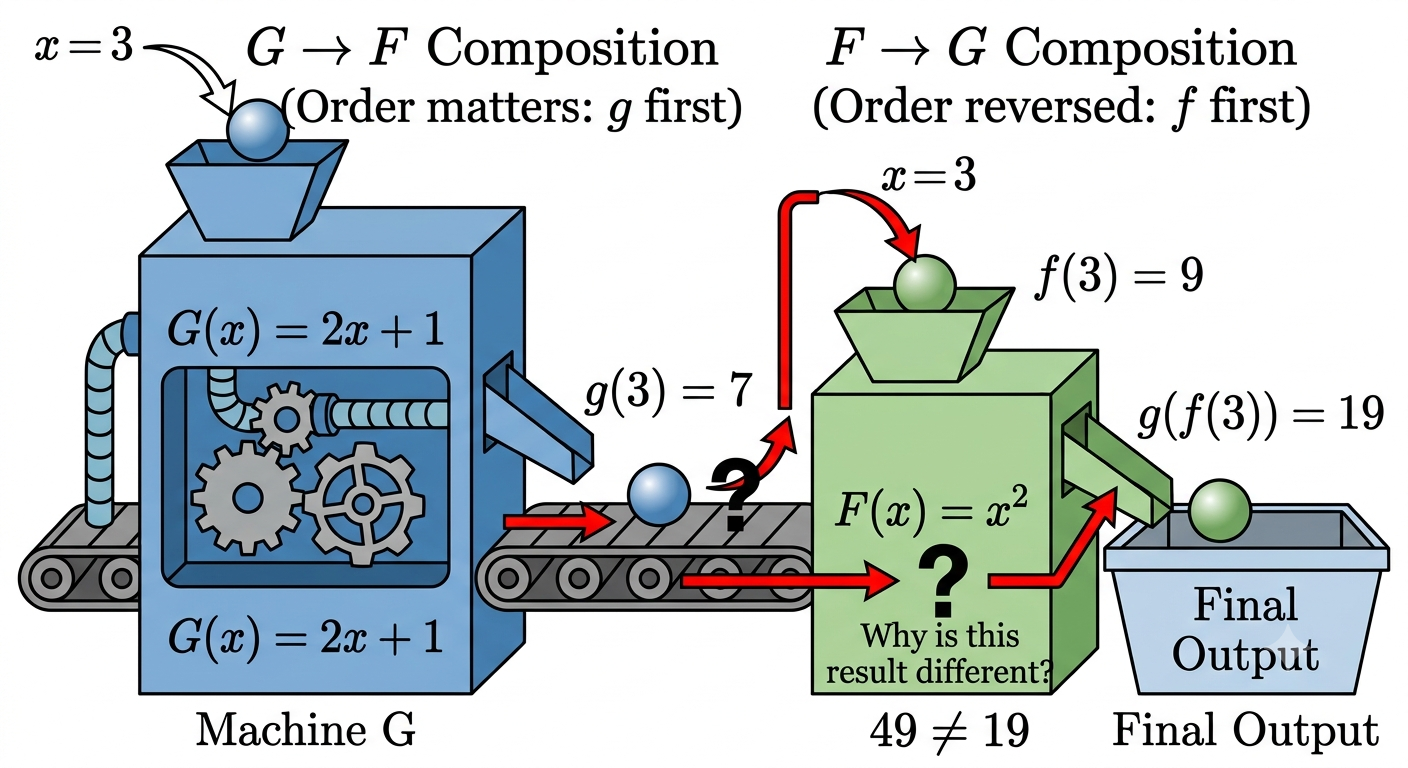 x = 3
G → F Composition
(Order matters: g first)
F → G Composition
(Order reversed: f first)
x = 3
f(3) = 9
G(x) = 2x + 1
g(3) = 7
g(f(3)) = 19
?
F(x) = x²
?
Why is this
result different?
G(x) = 2x + 1
Final
Output
Machine G
49 ≠ 19
Final Output